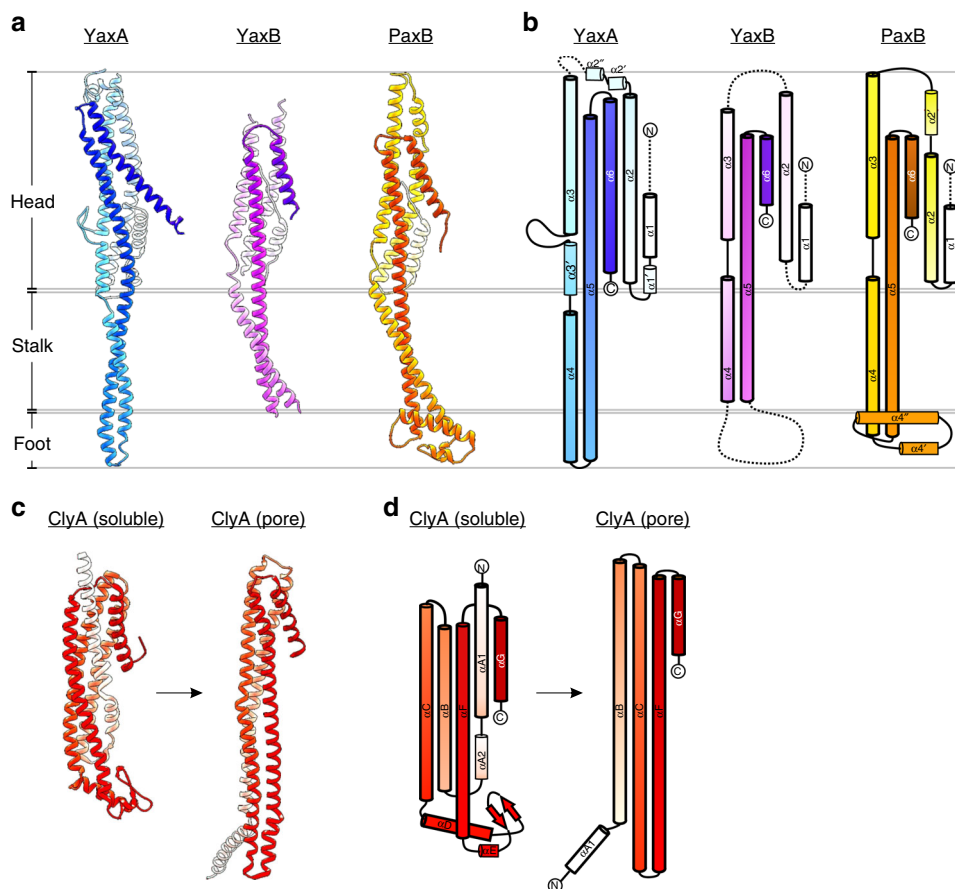 a
YaxA YaxB PaxB
Head
Stalk
Foot
b
YaxA YaxB PaxB
α2″ α2′
α3 α3′ α4 α5 α6 C α2 N α1 α1′
α3 α4 α5 α6 C α2 N α1
α3 α4 α5 α6 C α2′ α2 N α1
α4″
α4′
c
ClyA (soluble) ClyA (pore)
d
ClyA (soluble) ClyA (pore)
N
αC αB αF αA1 αG
C
αA2
αD
αE
αB αC αF αG
C
αA1
N